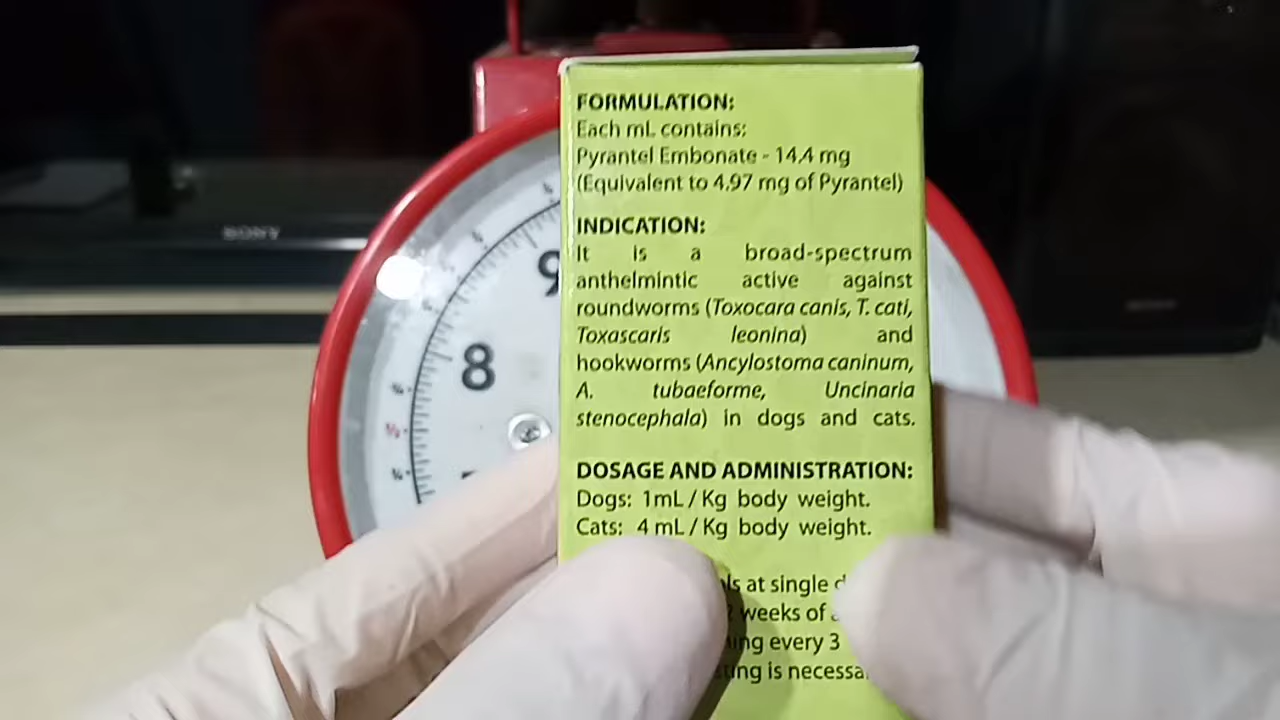 SONY
9
8
FORMULATION:
Each mL contains:
Pyrantel Embonate - 14.4 mg
(Equivalent to 4.97 mg of Pyrantel)
INDICATION:
It is a broad-spectrum
anthelmintic active against
roundworms (Toxocara canis, T. cati,
Toxascaris leonina) and
hookworms (Ancylostoma caninum,
A. tubaeforme, Uncinaria
stenocephala) in dogs and cats.
DOSAGE AND ADMINISTRATION:
Dogs: 1mL / Kg body weight.
Cats: 4 mL / Kg body weight.
at single
weeks of
every 3
is